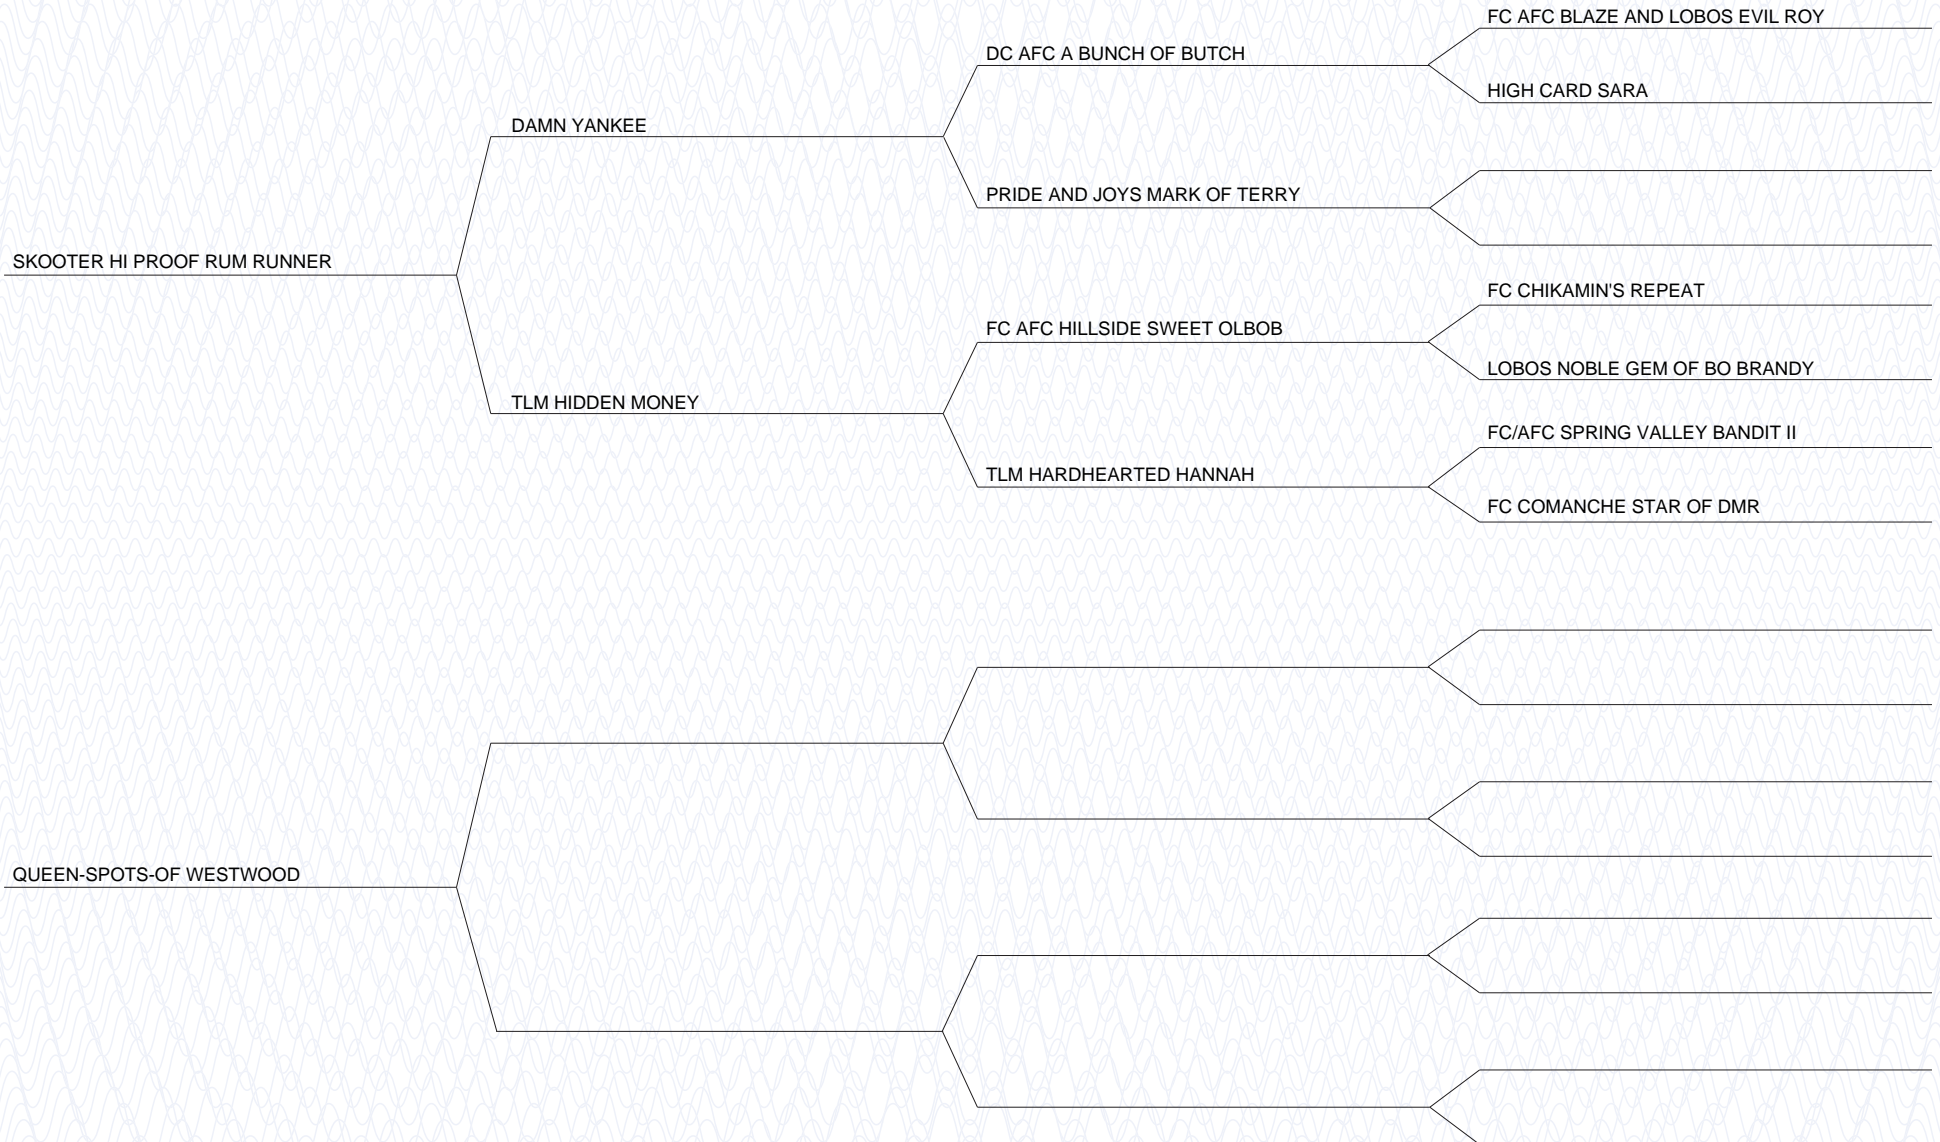 FC AFC BLAZE AND LOBOS EVIL ROY
DC AFC A BUNCH OF BUTCH
HIGH CARD SARA
DAMN YANKEE
PRIDE AND JOYS MARK OF TERRY
SKOOTER HI PROOF RUM RUNNER
FC CHIKAMIN'S REPEAT
FC AFC HILLSIDE SWEET OLBOB
LOBOS NOBLE GEM OF BO BRANDY
TLM HIDDEN MONEY
FC/AFC SPRING VALLEY BANDIT II
TLM HARDHEARTED HANNAH
FC COMANCHE STAR OF DMR
QUEEN-SPOTS-OF WESTWOOD